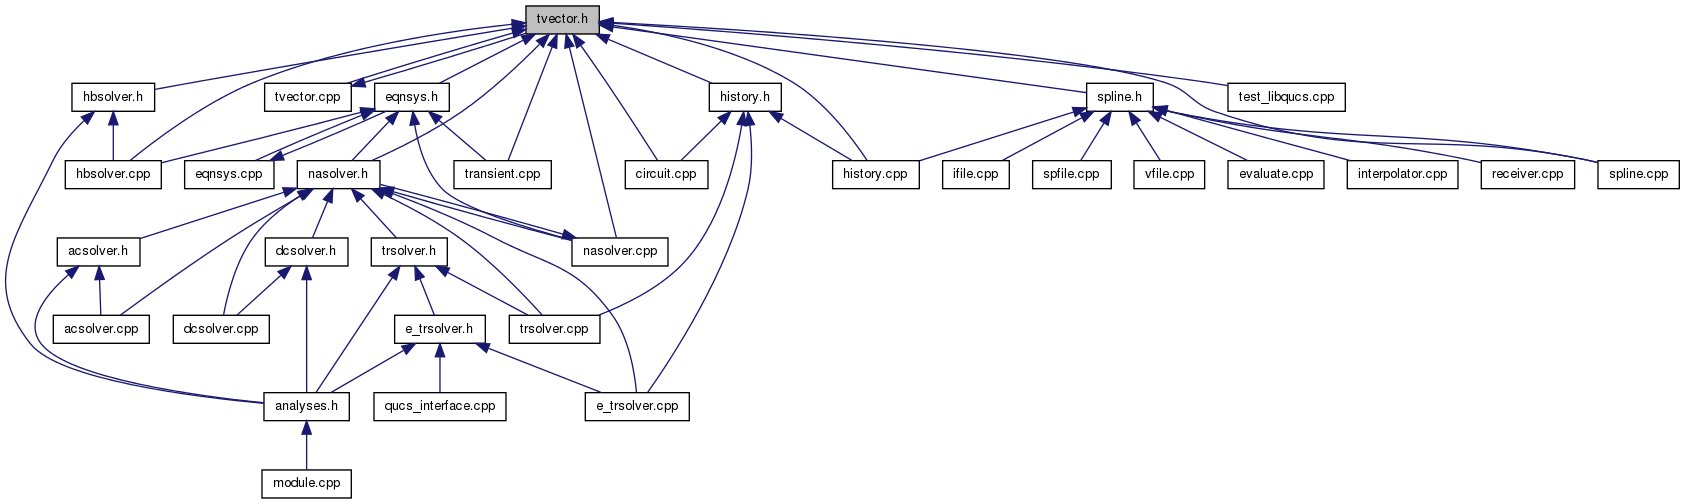 tvector.h
hbsolver.h
tvector.cpp
eqnsys.h
history.h
spline.h
test_libqucs.cpp
hbsolver.cpp
eqnsys.cpp
nasolver.h
transient.cpp
circuit.cpp
history.cpp
ifile.cpp
spfile.cpp
vfile.cpp
evaluate.cpp
interpolator.cpp
receiver.cpp
spline.cpp
acsolver.h
dcsolver.h
trsolver.h
nasolver.cpp
acsolver.cpp
dcsolver.cpp
e_trsolver.h
trsolver.cpp
analyses.h
qucs_interface.cpp
e_trsolver.cpp
module.cpp